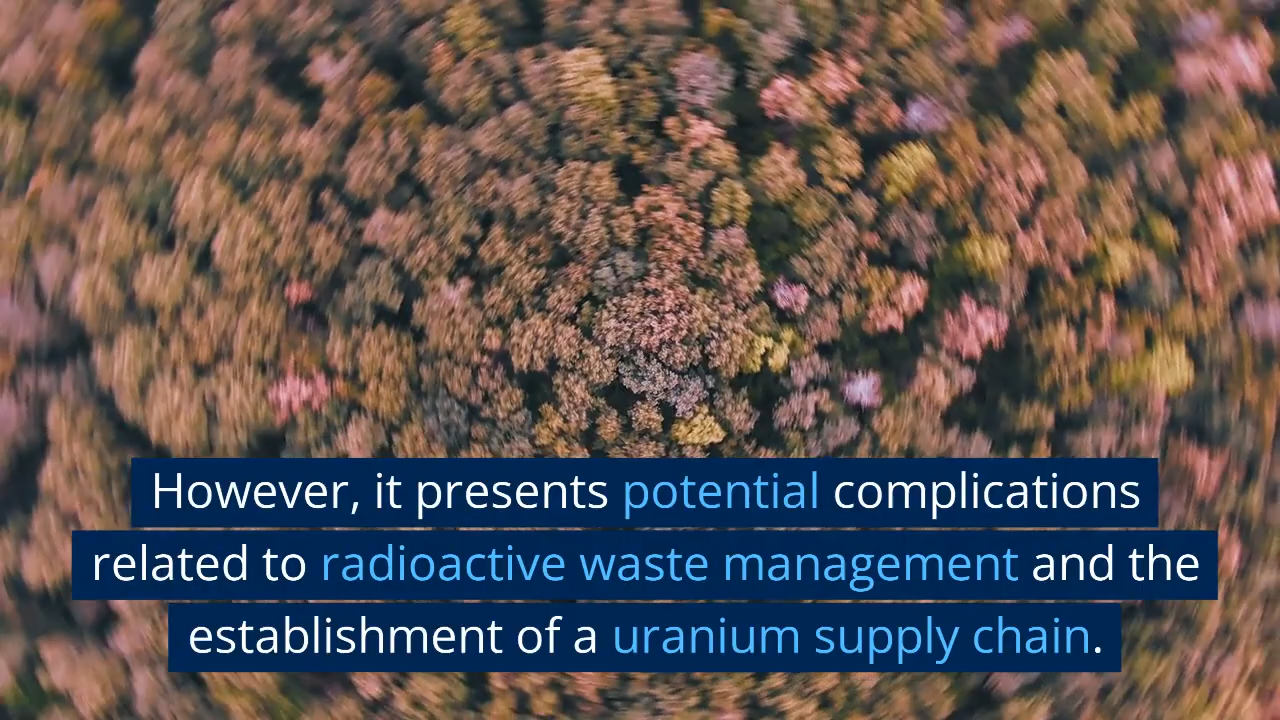 However, it presents potential complications
related to radioactive waste management and the
establishment of a uranium supply chain.